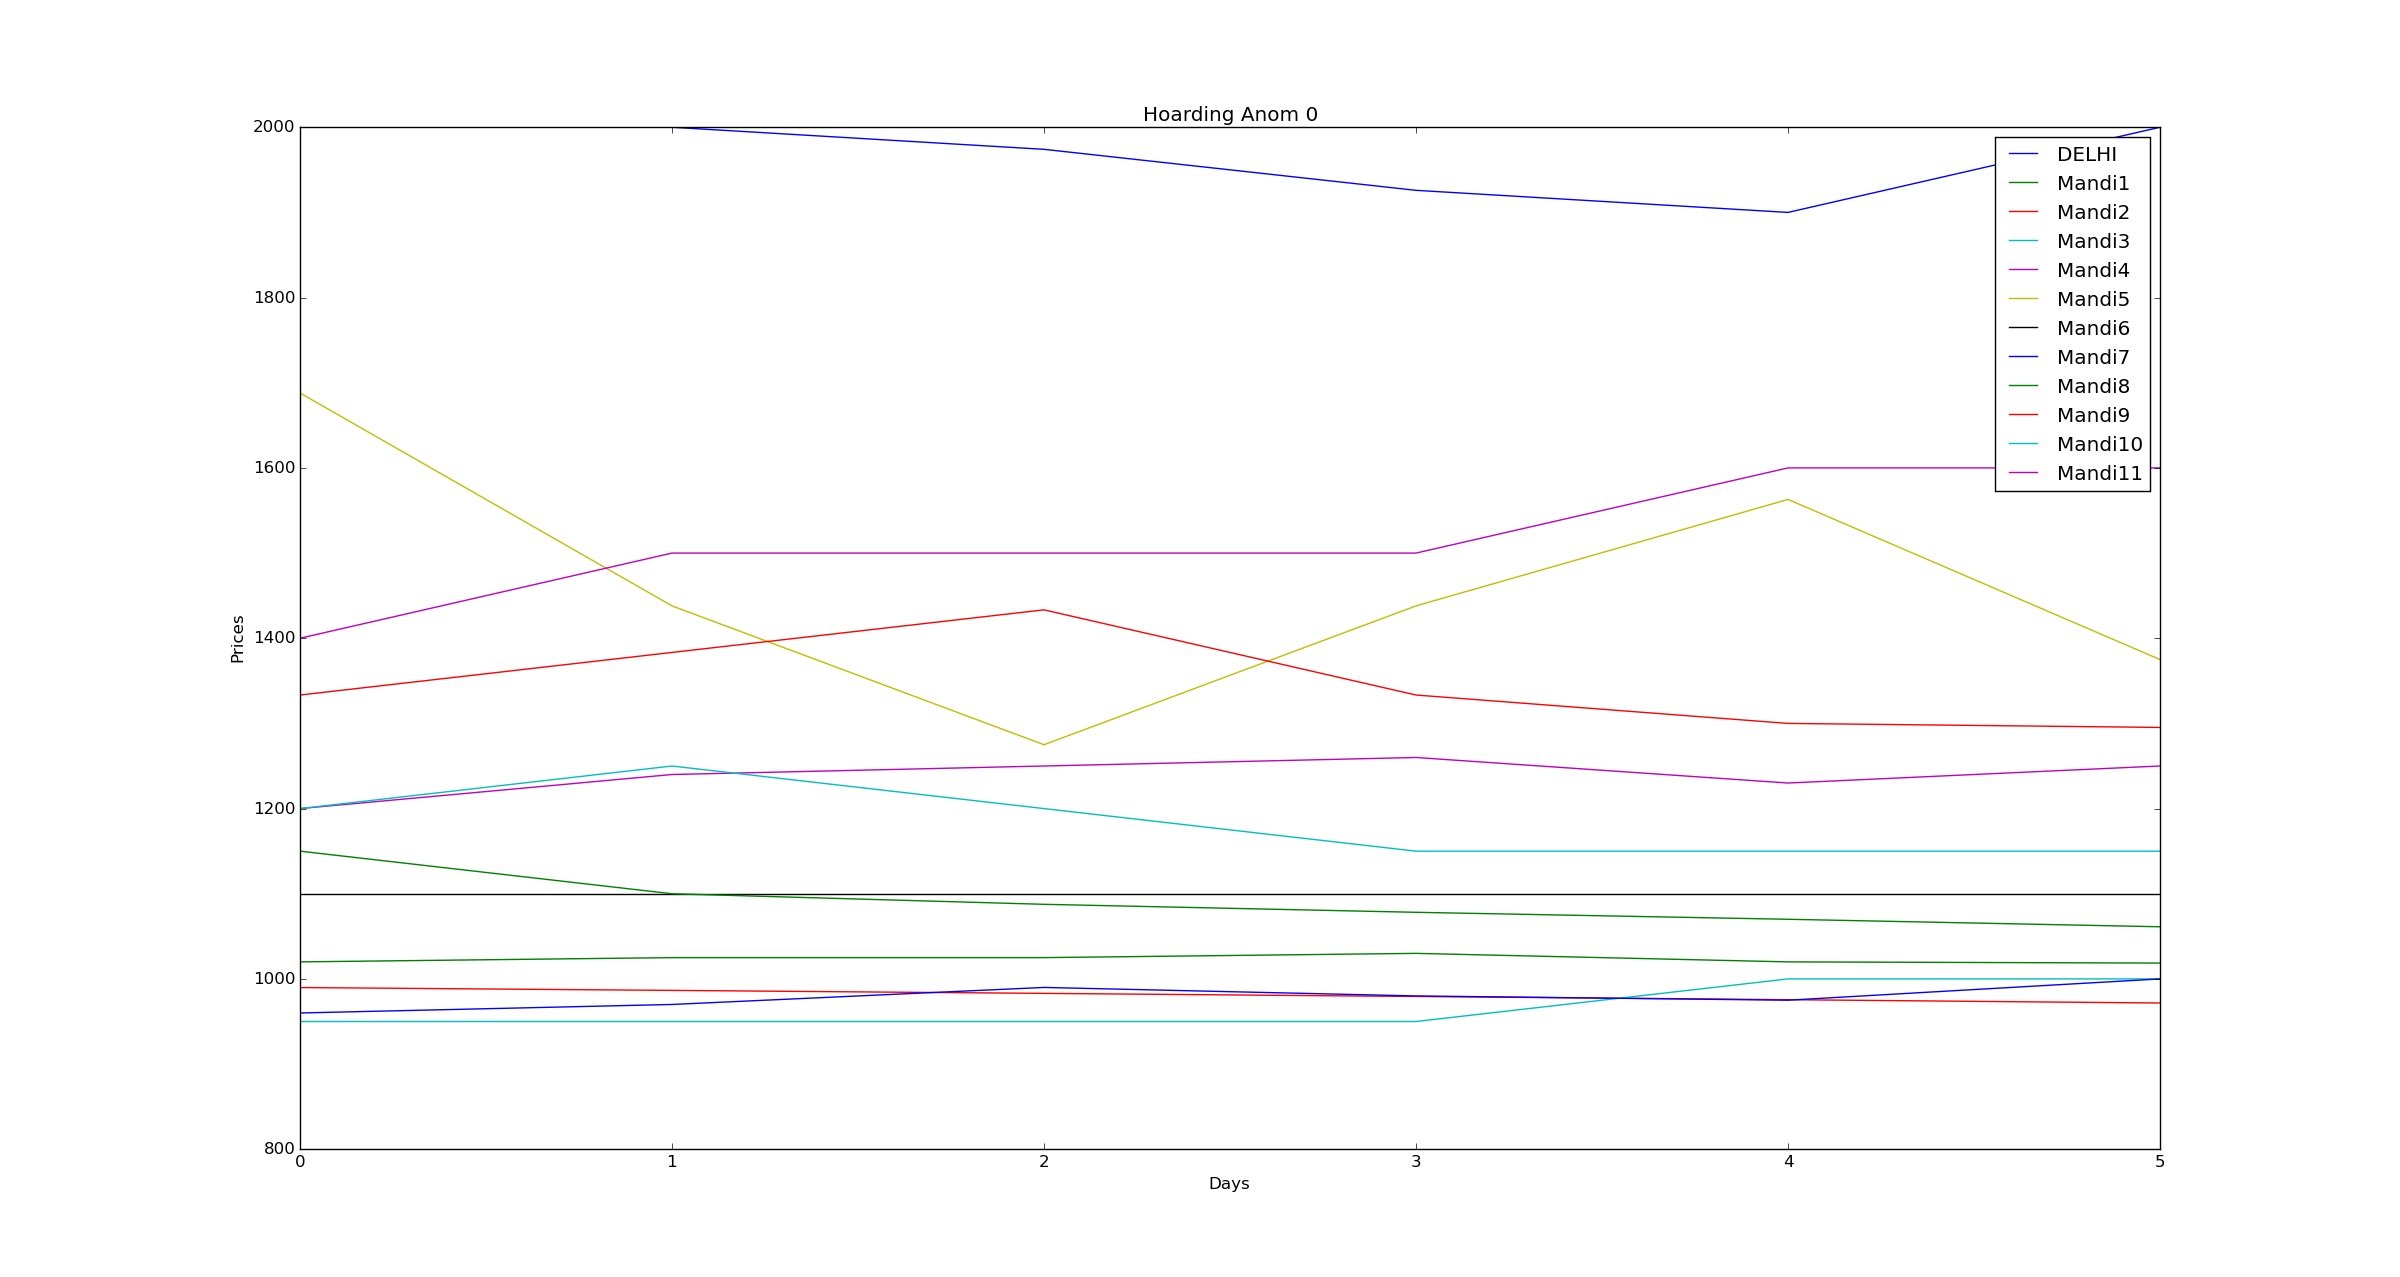 Hoarding Anom 0
2000
1800
1600
1400
1200
1000
800
Prices
0 1 2 3 4 5
Days
DELHI
Mandi1
Mandi2
Mandi3
Mandi4
Mandi5
Mandi6
Mandi7
Mandi8
Mandi9
Mandi10
Mandi11